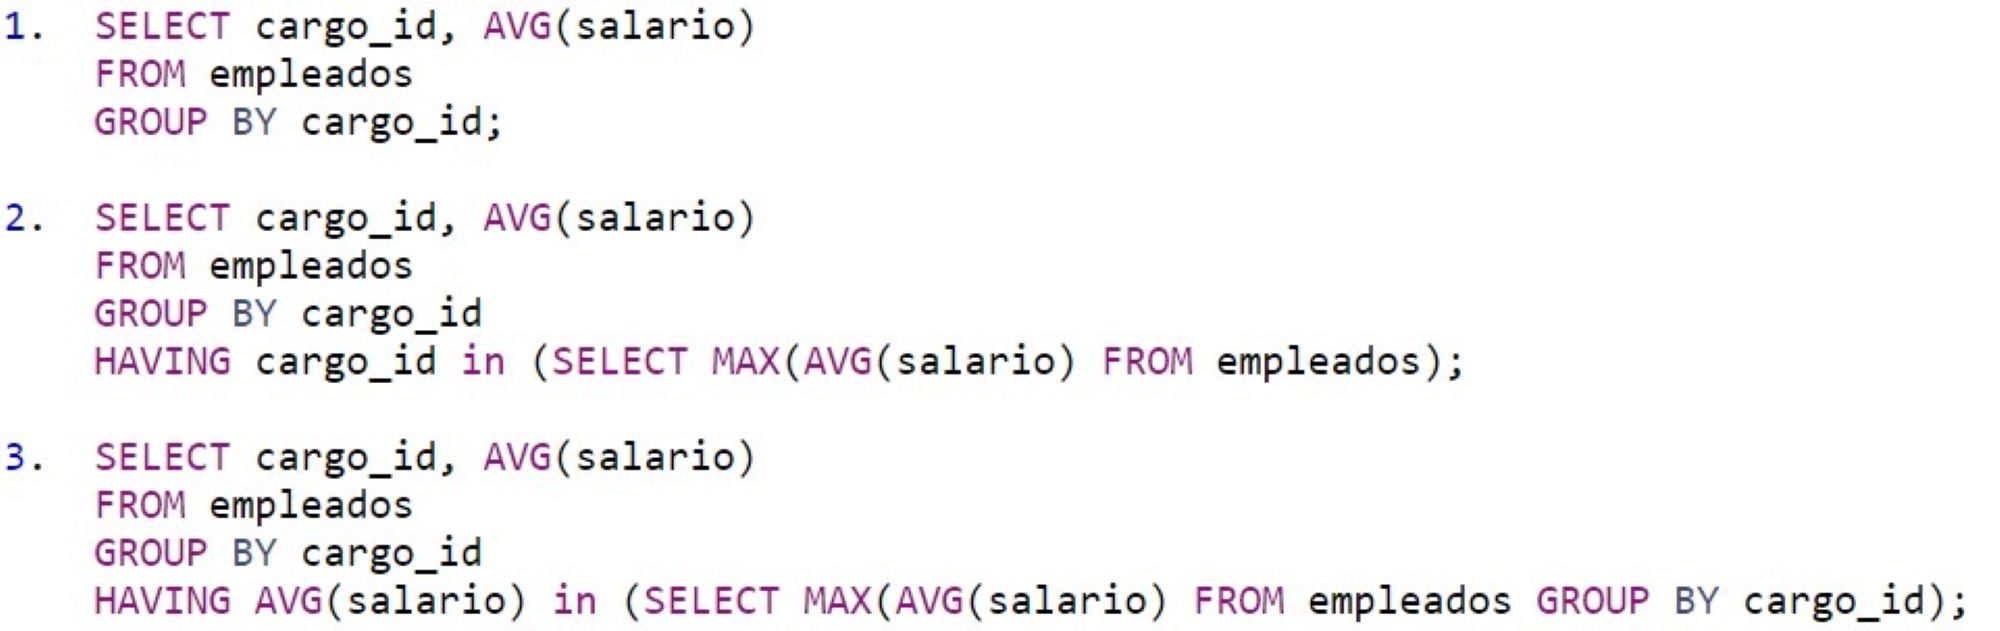 1. SELECT cargo_id, AVG(salario)
FROM empleados
GROUP BY cargo_id;
2. SELECT cargo_id, AVG(salario)
FROM empleados
GROUP BY cargo_id
HAVING cargo_id in (SELECT MAX(AVG(salario) FROM empleados);
3. SELECT cargo_id, AVG(salario)
FROM empleados
GROUP BY cargo_id
HAVING AVG(salario) in (SELECT MAX(AVG(salario) FROM empleados GROUP BY cargo_id);